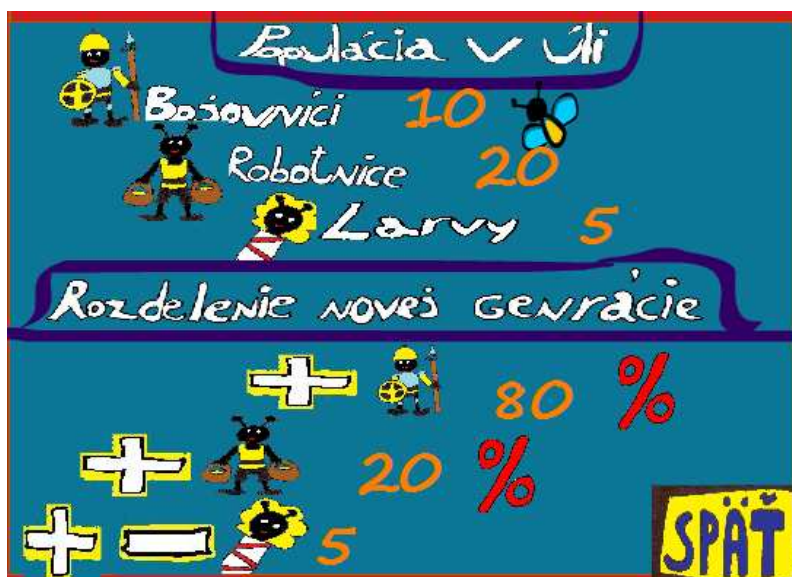 Populácia v úli
Bojovníci 10
Robotnice 20
Larvy 5
Rozdelenie novej genrácie
+ 80 %
+ 20 %
+ - 5
SPÄŤ